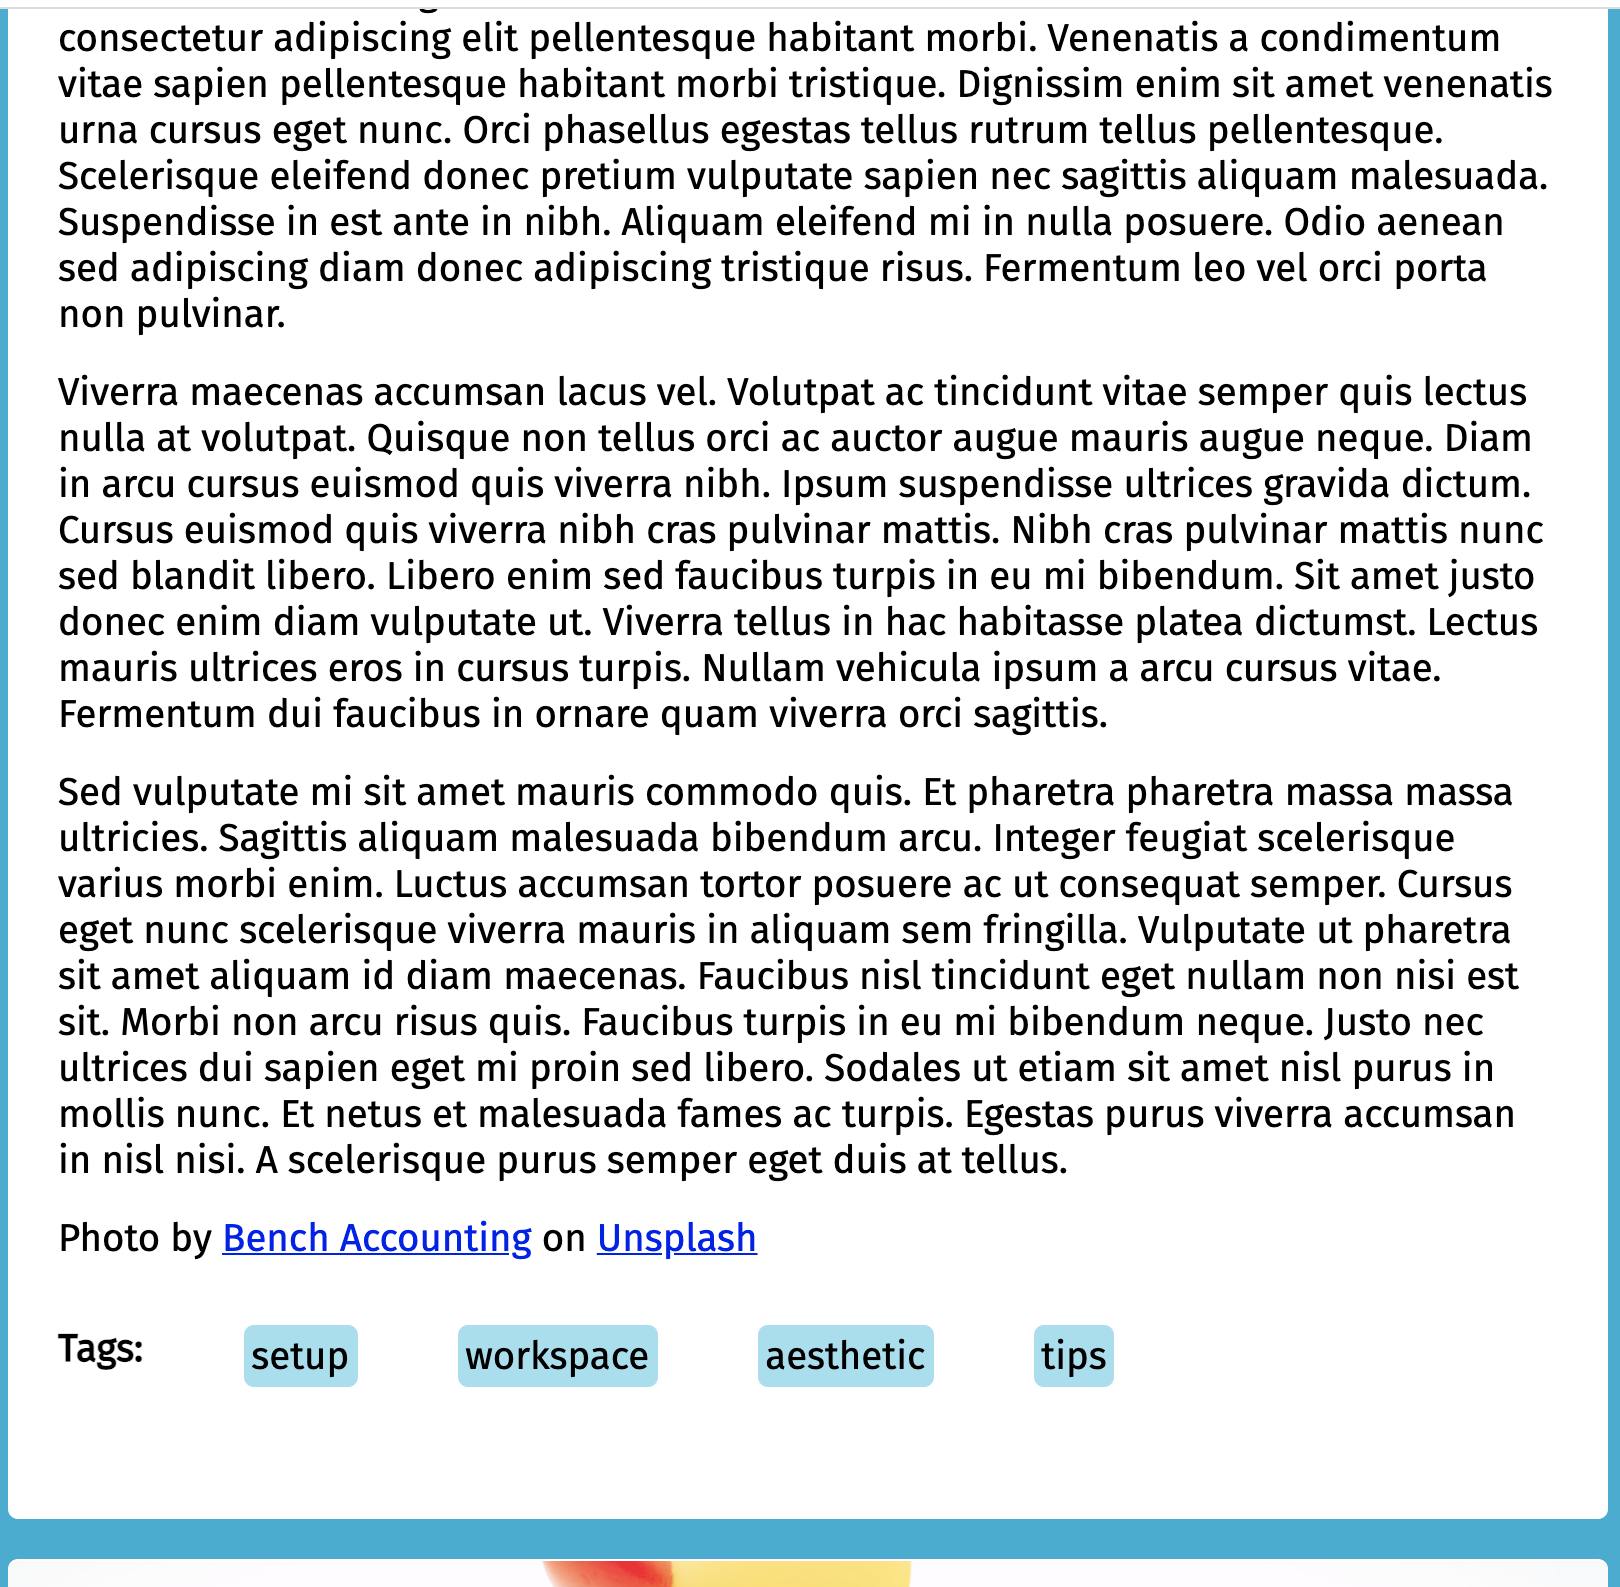 consectetur adipiscing elit pellentesque habitant morbi. Venenatis a condimentum
vitae sapien pellentesque habitant morbi tristique. Dignissim enim sit amet venenatis
urna cursus eget nunc. Orci phasellus egestas tellus rutrum tellus pellentesque.
Scelerisque eleifend donec pretium vulputate sapien nec sagittis aliquam malesuada.
Suspendisse in est ante in nibh. Aliquam eleifend mi in nulla posuere. Odio aenean
sed adipiscing diam donec adipiscing tristique risus. Fermentum leo vel orci porta
non pulvinar.
Viverra maecenas accumsan lacus vel. Volutpat ac tincidunt vitae semper quis lectus
nulla at volutpat. Quisque non tellus orci ac auctor augue mauris augue neque. Diam
in arcu cursus euismod quis viverra nibh. Ipsum suspendisse ultrices gravida dictum.
Cursus euismod quis viverra nibh cras pulvinar mattis. Nibh cras pulvinar mattis nunc
sed blandit libero. Libero enim sed faucibus turpis in eu mi bibendum. Sit amet justo
donec enim diam vulputate ut. Viverra tellus in hac habitasse platea dictumst. Lectus
mauris ultrices eros in cursus turpis. Nullam vehicula ipsum a arcu cursus vitae.
Fermentum dui faucibus in ornare quam viverra orci sagittis.
Sed vulputate mi sit amet mauris commodo quis. Et pharetra pharetra massa massa
ultricies. Sagittis aliquam malesuada bibendum arcu. Integer feugiat scelerisque
varius morbi enim. Luctus accumsan tortor posuere ac ut consequat semper. Cursus
eget nunc scelerisque viverra mauris in aliquam sem fringilla. Vulputate ut pharetra
sit amet aliquam id diam maecenas. Faucibus nisl tincidunt eget nullam non nisi est
sit. Morbi non arcu risus quis. Faucibus turpis in eu mi bibendum neque. Justo nec
ultrices dui sapien eget mi proin sed libero. Sodales ut etiam sit amet nisl purus in
mollis nunc. Et netus et malesuada fames ac turpis. Egestas purus viverra accumsan
in nisl nisi. A scelerisque purus semper eget duis at tellus.
Photo by Bench Accounting on Unsplash
Tags: setup workspace aesthetic tips